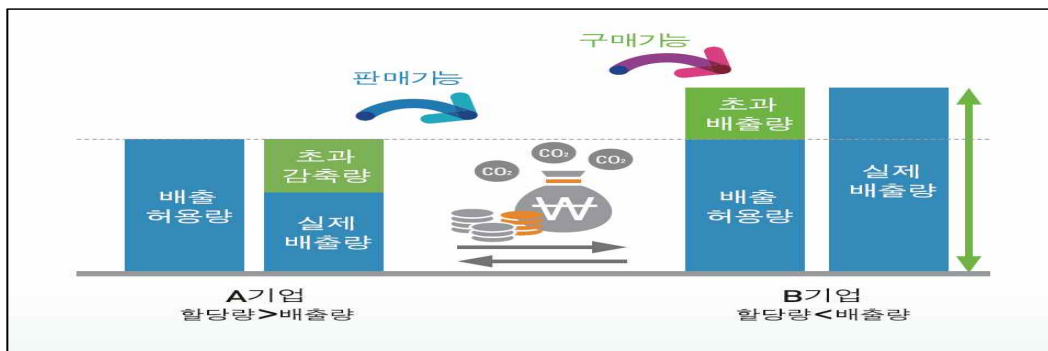 구매가능
판매가능
초과
배출량
초과
감축량
배출
허용량
실제
배출량
CO₂
CO₂
CO₂
₩
배출
허용량
실제
배출량
A기업
할당량>배출량
B기업
할당량<배출량